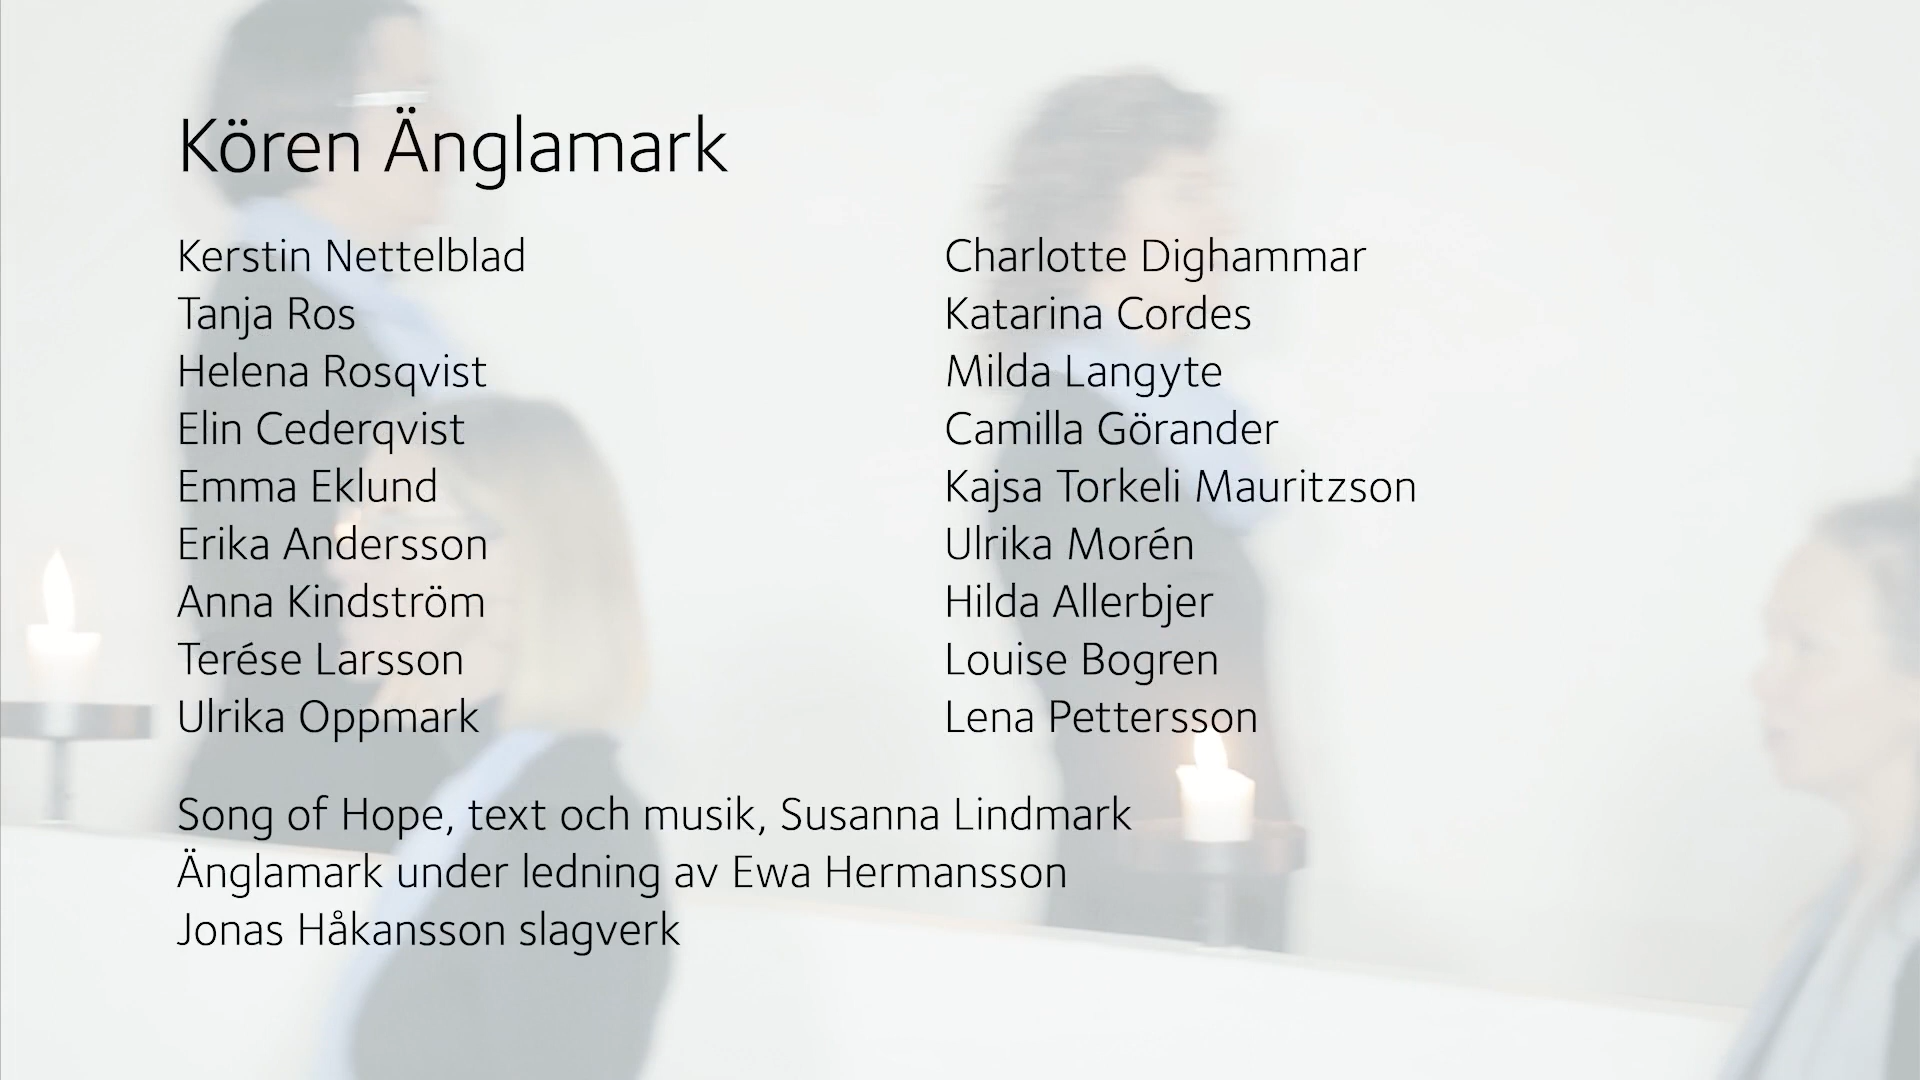 Kören Änglamark
Kerstin Nettelblad
Tanja Ros
Helena Rosqvist
Elin Cederqvist
Emma Eklund
Erika Andersson
Anna Kindström
Terése Larsson
Ulrika Oppmark
Charlotte Dighammar
Katarina Cordes
Milda Langyte
Camilla Görander
Kajsa Torkeli Mauritzson
Ulrika Morén
Hilda Allerbjer
Louise Bogren
Lena Pettersson
Song of Hope, text och musik, Susanna Lindmark
Änglamark under ledning av Ewa Hermansson
Jonas Håkansson slagverk